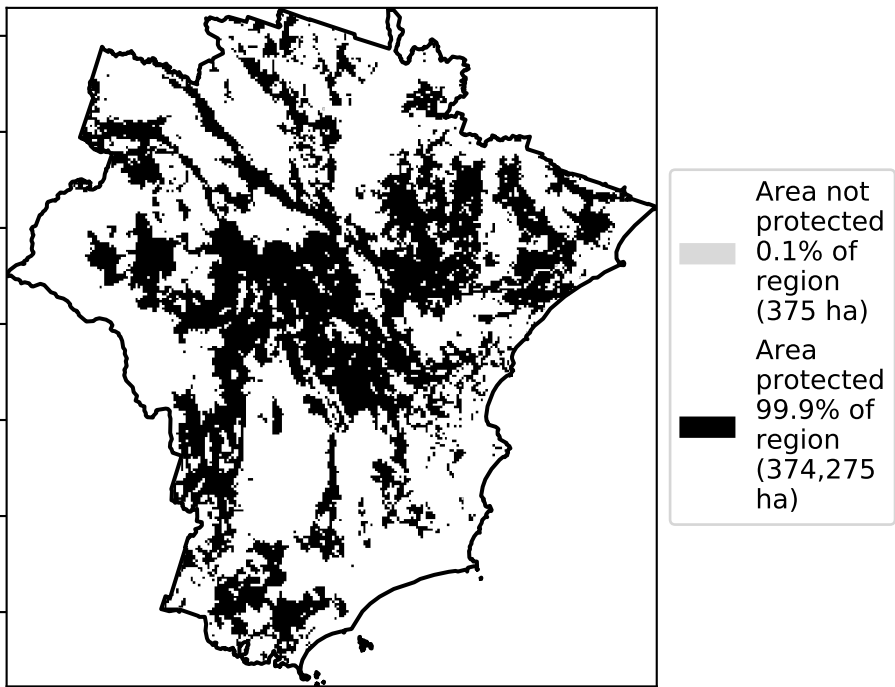 Area not
protected
0.1% of
region
(375 ha)
Area
protected
99.9% of
region
(374,275
ha)